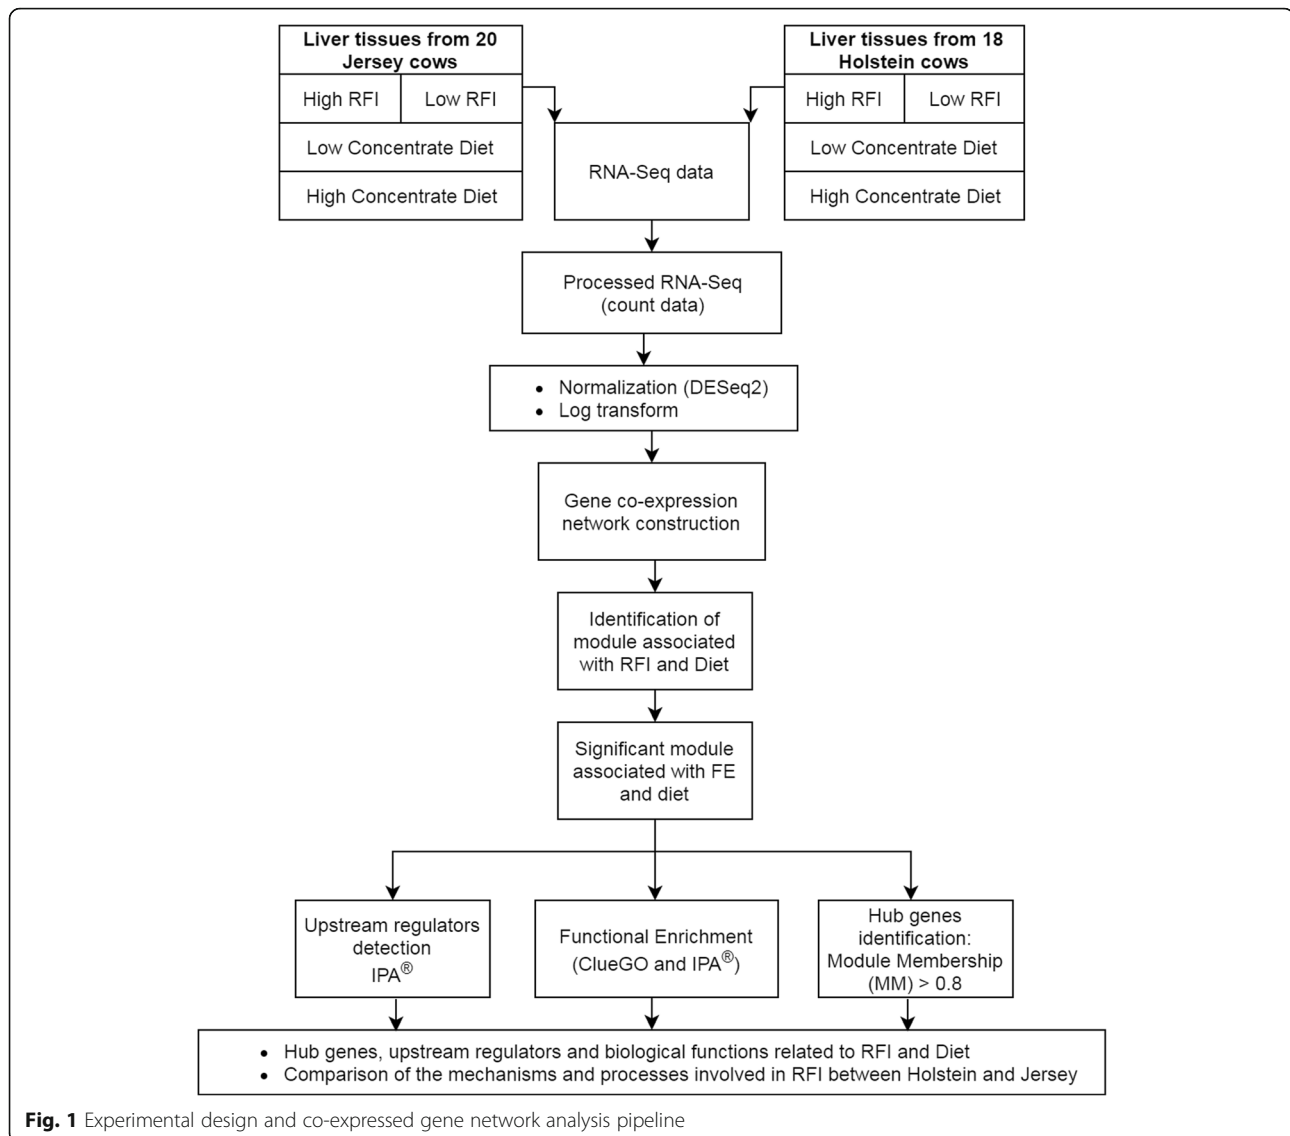 Liver tissues from 20
Jersey cows
High RFI
Low RFI
Low Concentrate Diet
High Concentrate Diet
Liver tissues from 18
Holstein cows
High RFI
Low RFI
Low Concentrate Diet
High Concentrate Diet
RNA-Seq data
Processed RNA-Seq
(count data)
• Normalization (DESeq2)
• Log transform
Gene co-expression
network construction
Identification of
module associated
with RFI and Diet
Significant module
associated with FE
and diet
Upstream regulators
detection
IPA®
Functional Enrichment
(ClueGO and IPA®)
Hub genes
identification:
Module Membership
(MM) > 0.8
• Hub genes, upstream regulators and biological functions related to RFI and Diet
• Comparison of the mechanisms and processes involved in RFI between Holstein and Jersey
Fig. 1 Experimental design and co-expressed gene network analysis pipeline